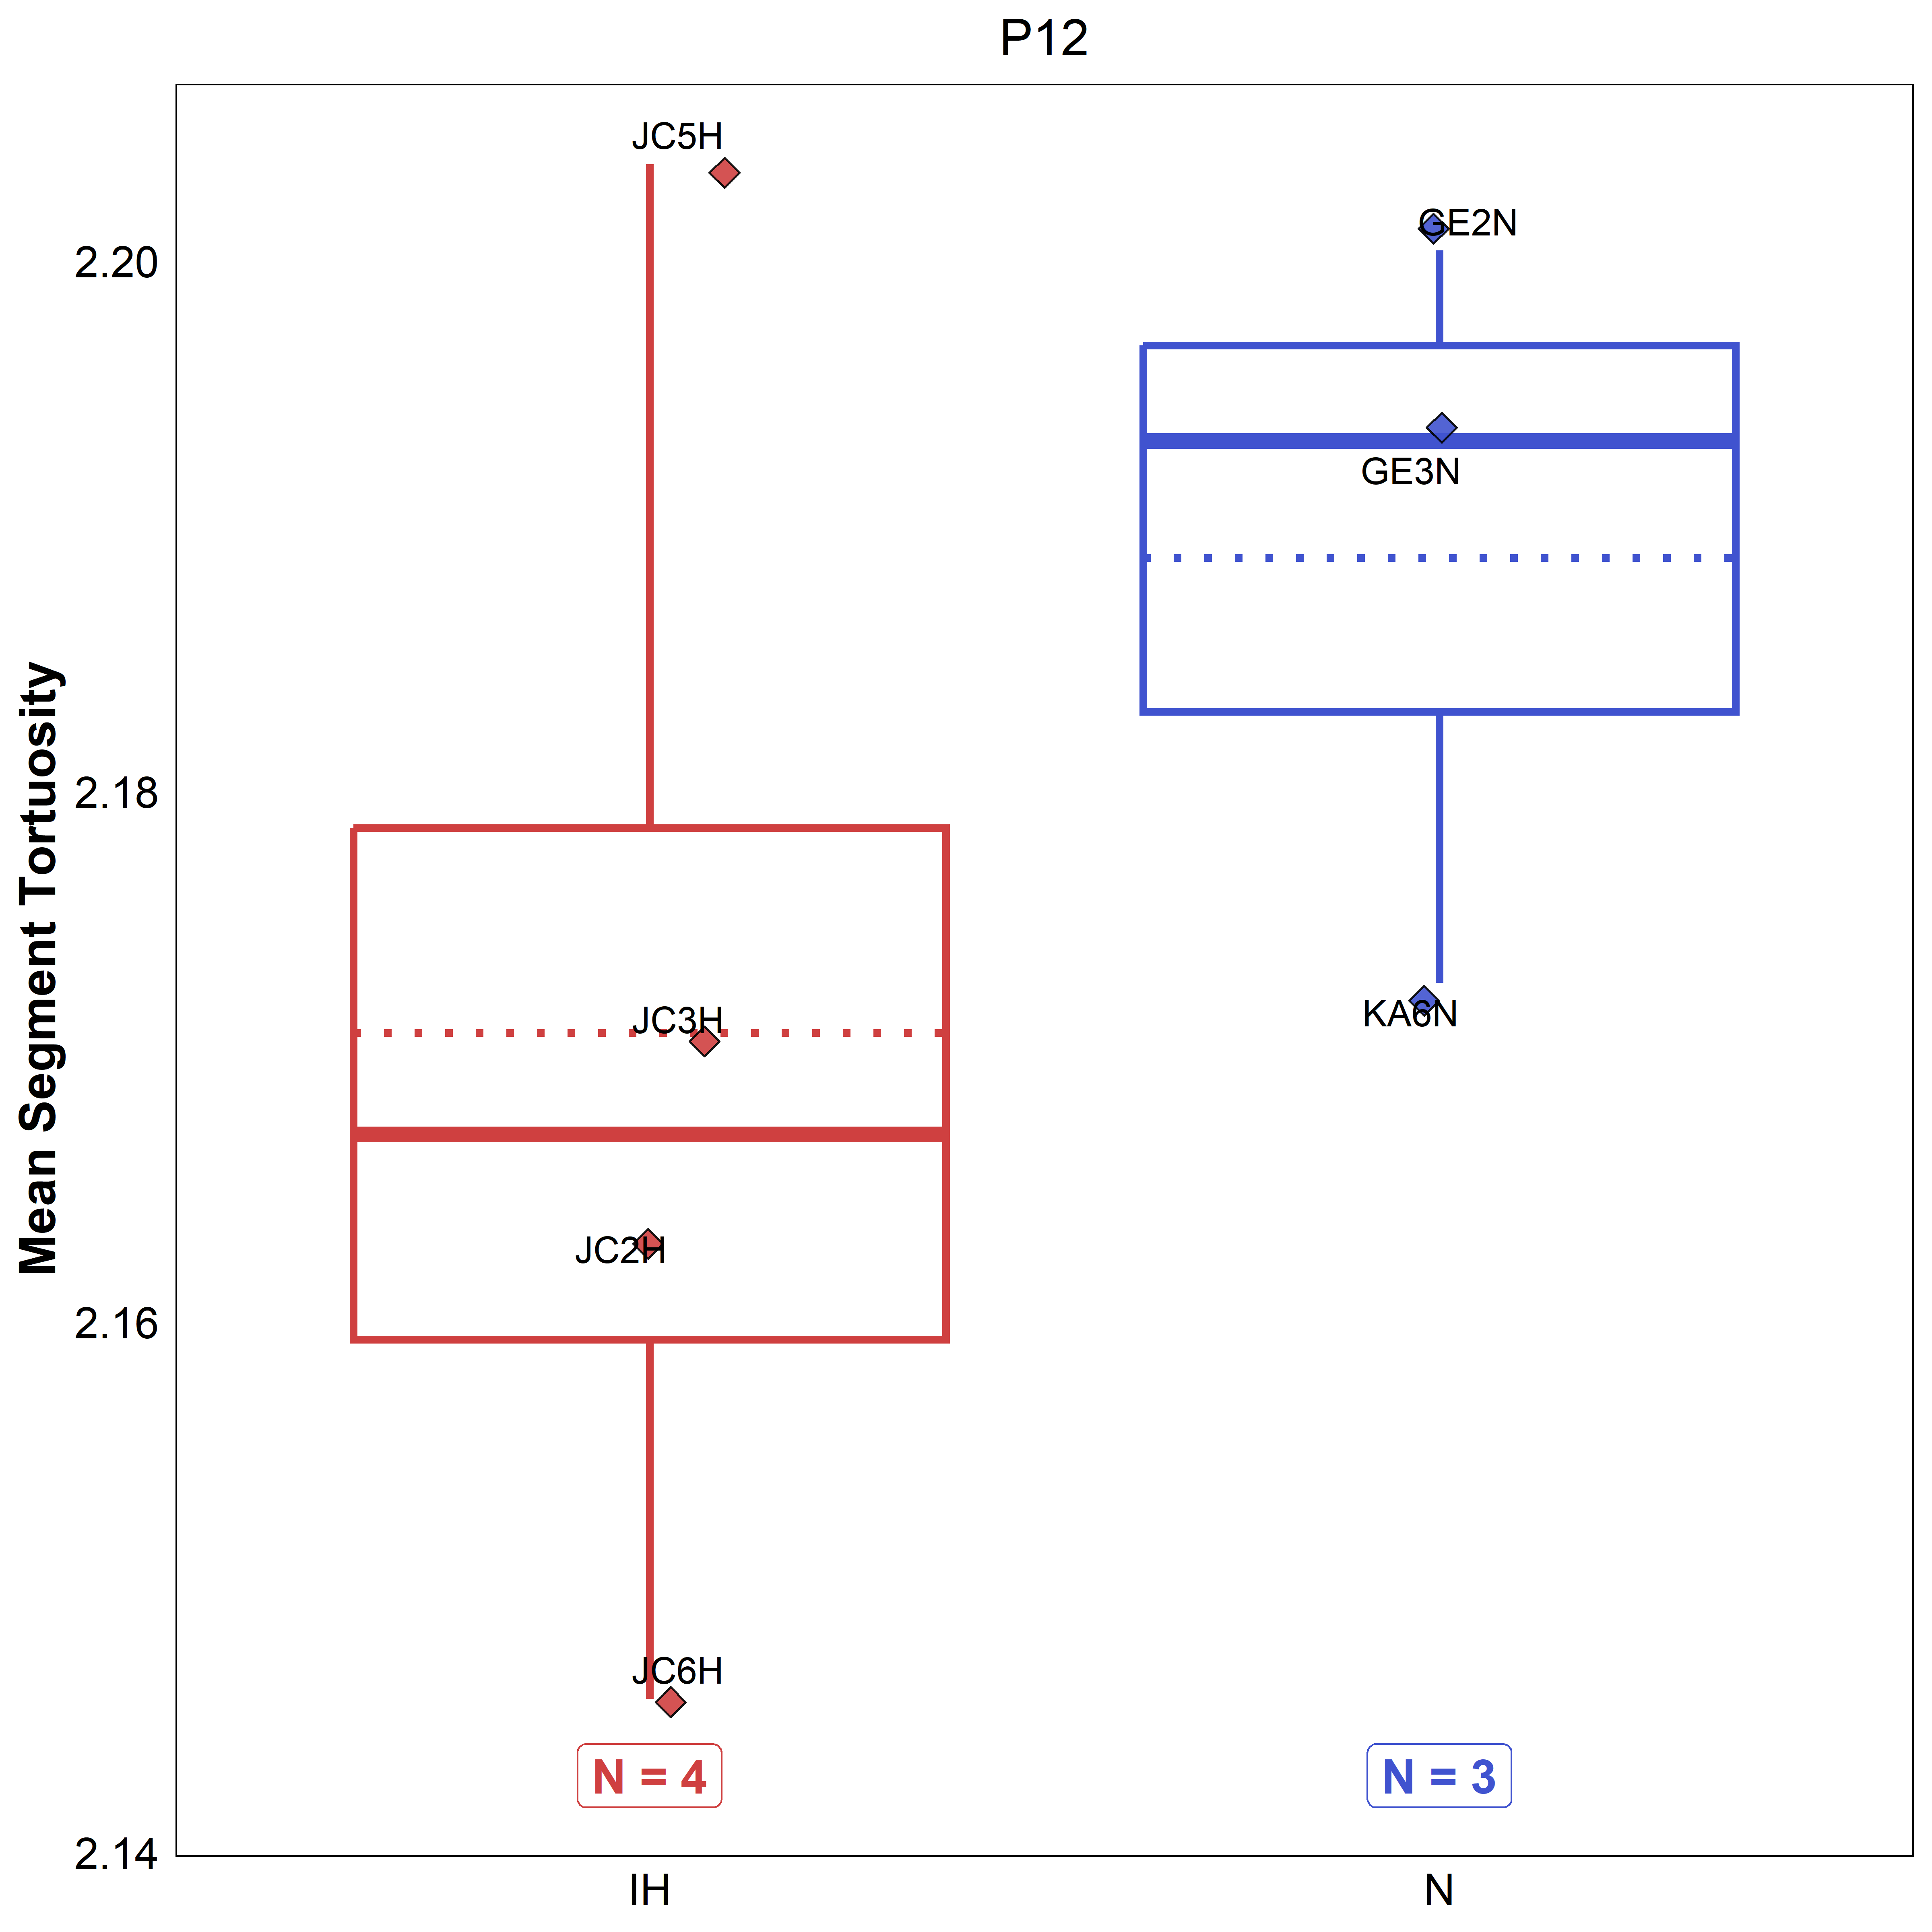 P12
JC5H
GE2N
2.20
GE3N
Mean Segment Tortuosity
2.18
JC3H
KA6N
JC2H
2.16
JC6H
N = 4
N = 3
2.14
IH
N